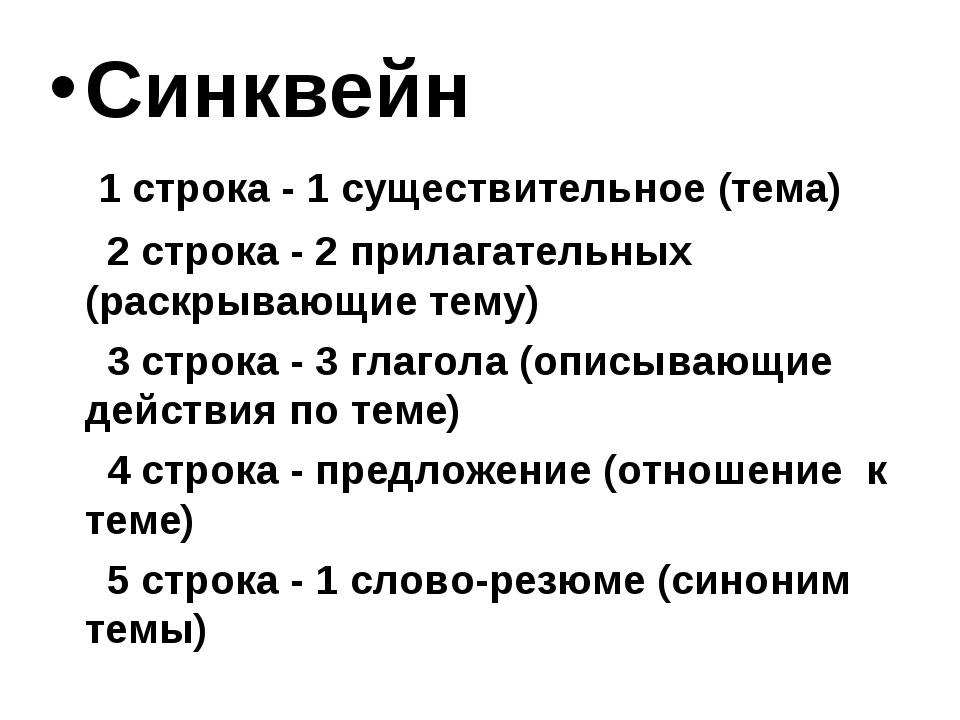 • Синквейн
1 строка - 1 существительное (тема)
2 строка - 2 прилагательных
(раскрывающие тему)
3 строка - 3 глагола (описывающие
действия по теме)
4 строка - предложение (отношение к
теме)
5 строка - 1 слово-резюме (синоним
темы)